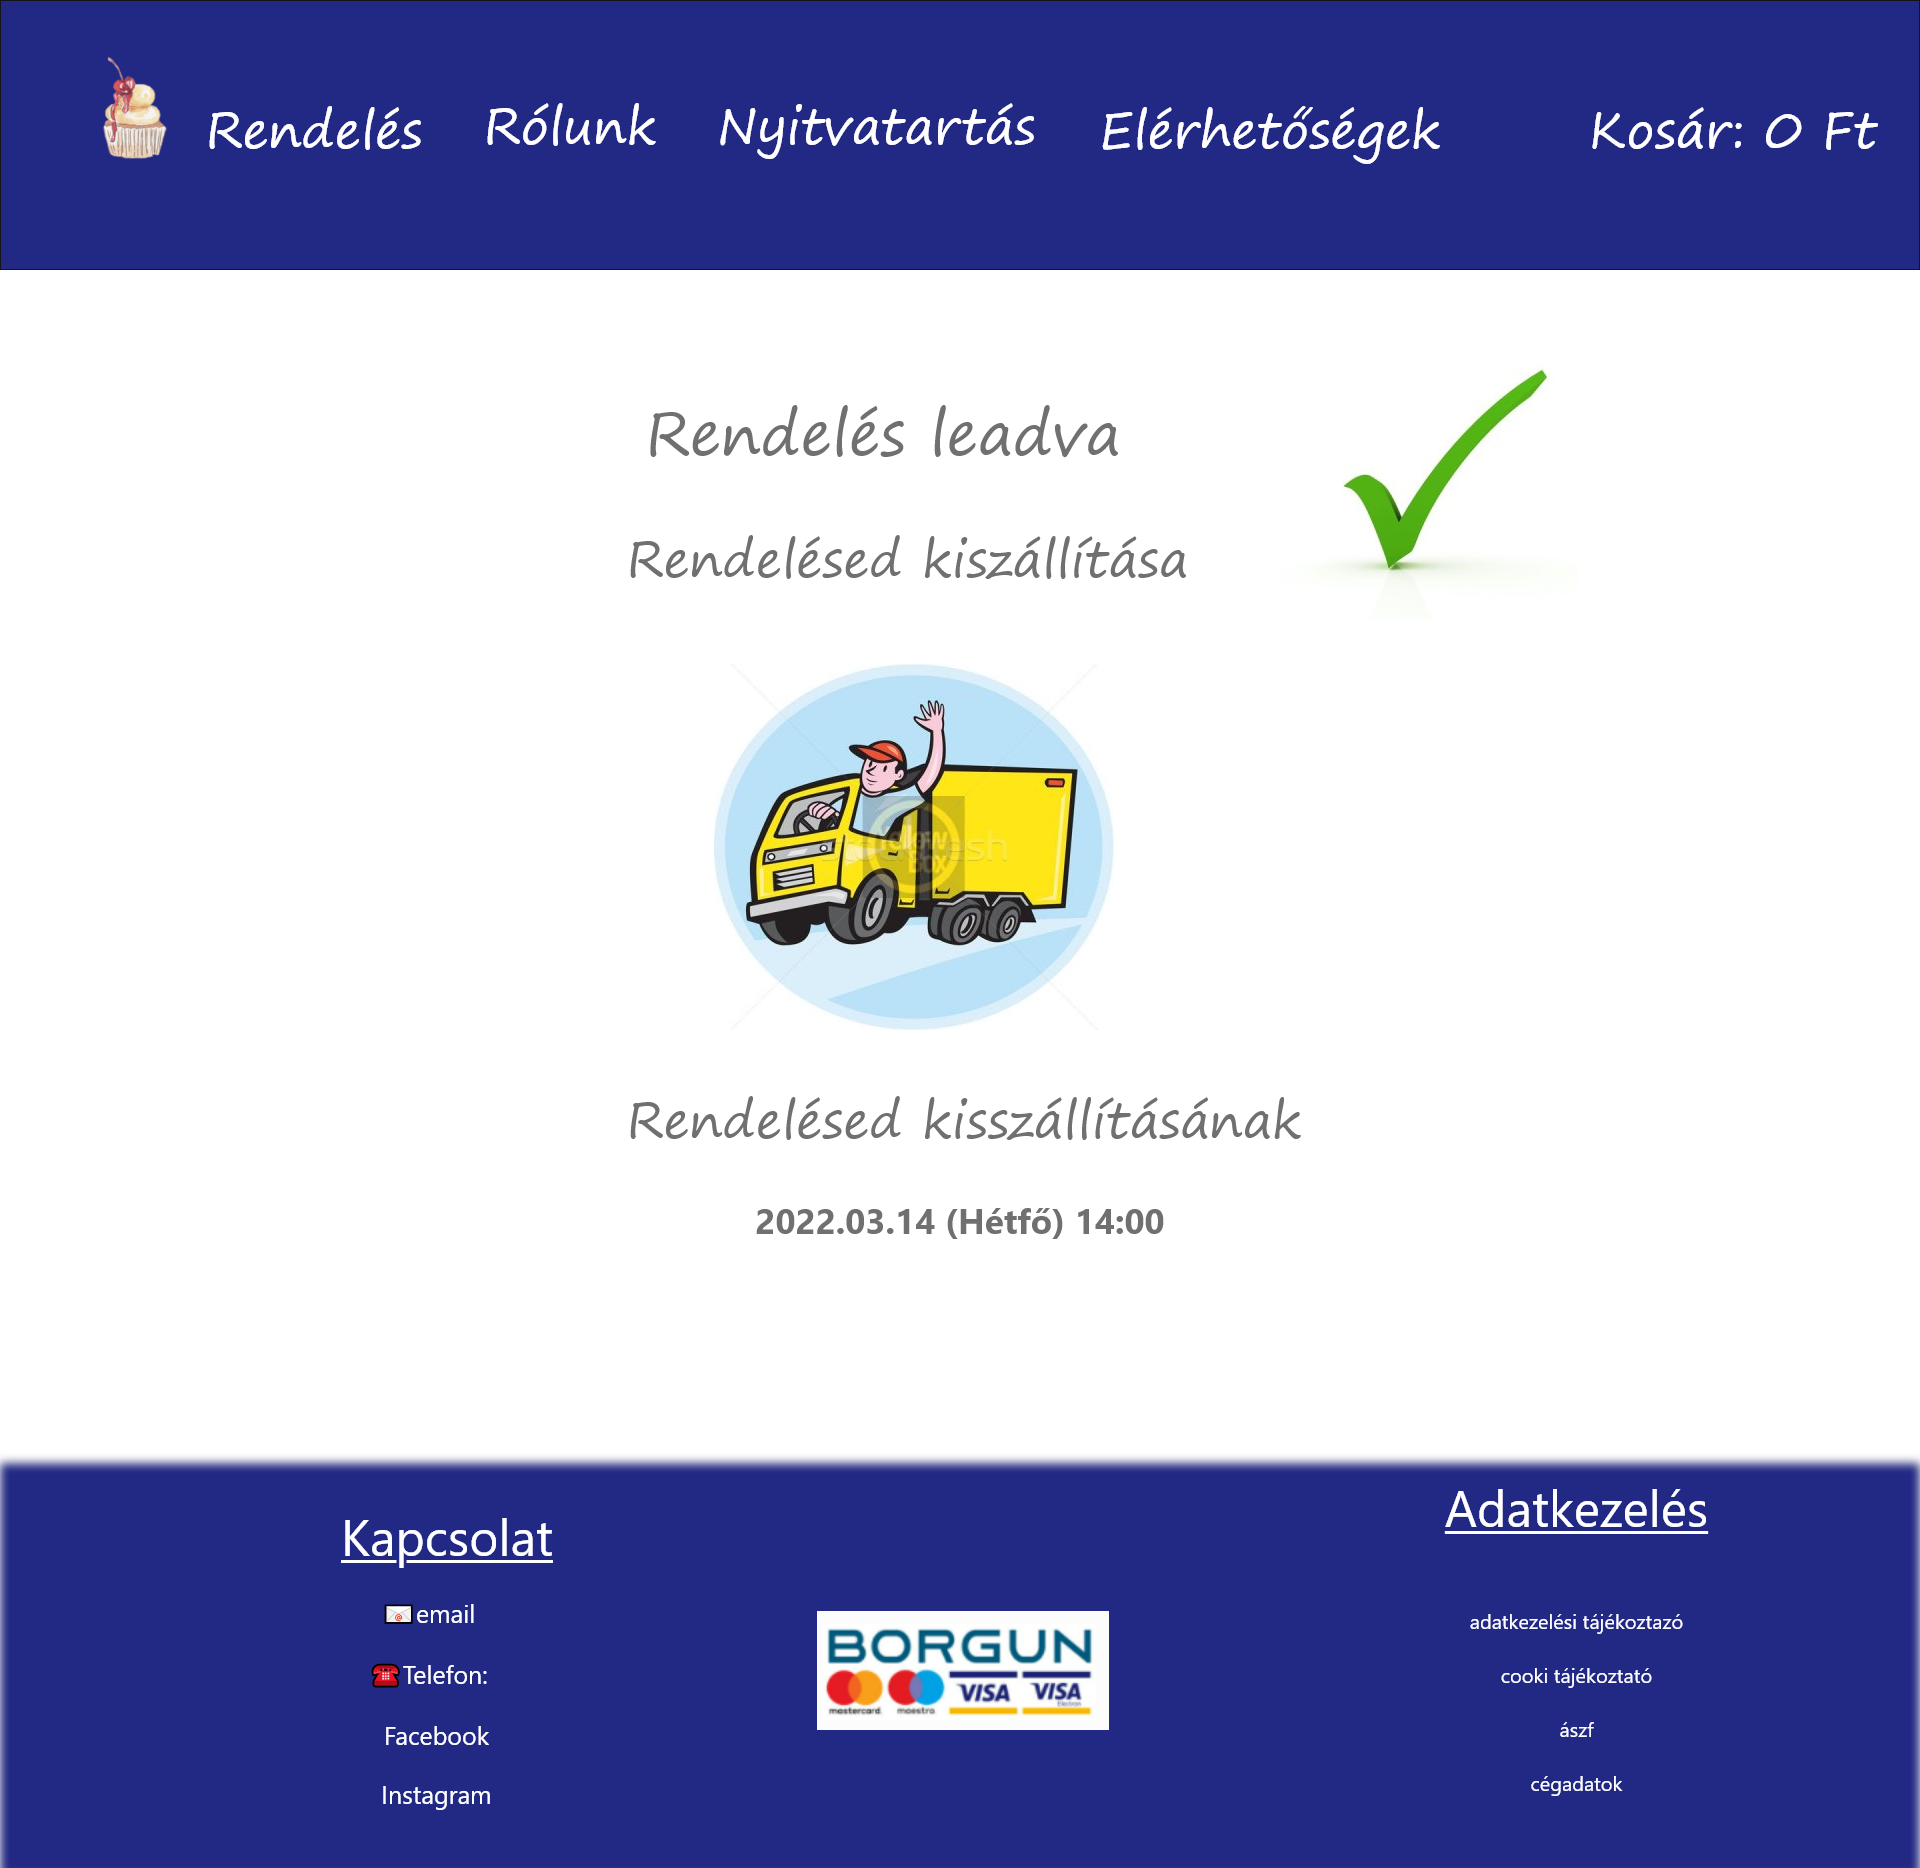 Rendelés Rólunk Nyitvatartás Elérhetőségek Kosár: 0 Ft
Rendelés leadva
Rendelésed kiszállítása
Rendelésed kisszállításának
2022.03.14 (Hétfő) 14:00
Kapcsolat
email
Telefon:
Facebook
Instagram
BORGUN
mastercard. maestro. VISA VISA
Electron
Adatkezelés
adatkezelési tájékoztazó
cooki tájékoztató
ászf
cégadatok